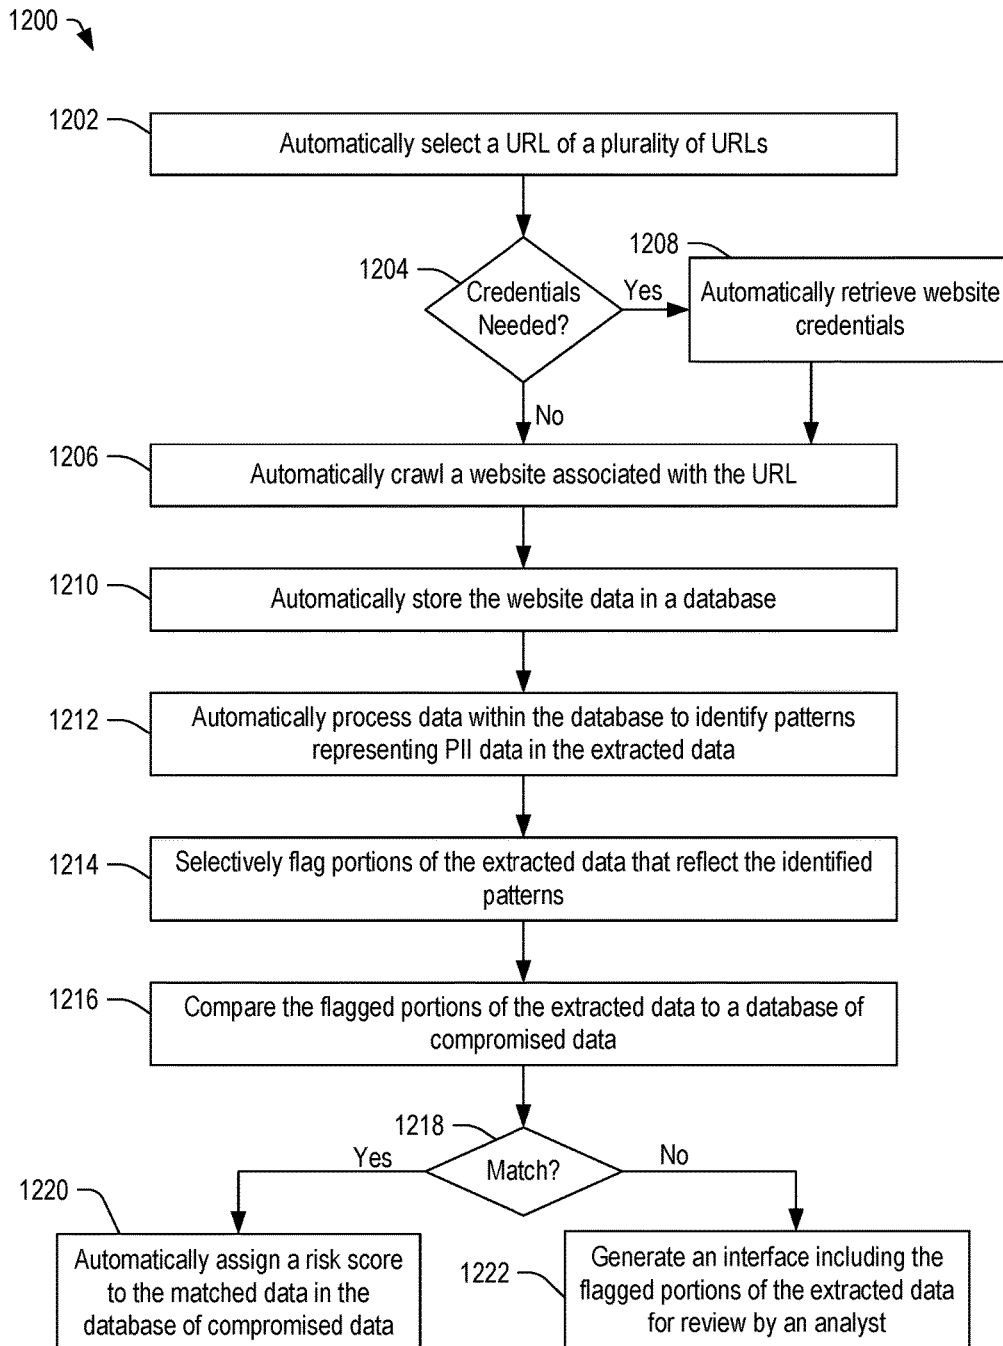 1200
1202
Automatically select a URL of a plurality of URLs
1208
1204
Credentials
Needed?
Yes
Automatically retrieve website
credentials
No
1206
Automatically crawl a website associated with the URL
1210
Automatically store the website data in a database
1212
Automatically process data within the database to identify patterns
representing PII data in the extracted data
1214
Selectively flag portions of the extracted data that reflect the identified
patterns
1216
Compare the flagged portions of the extracted data to a database of
compromised data
1218
Yes
Match?
No
1220
Automatically assign a risk score
to the matched data in the
database of compromised data
1222
Generate an interface including the
flagged portions of the extracted data
for review by an analyst